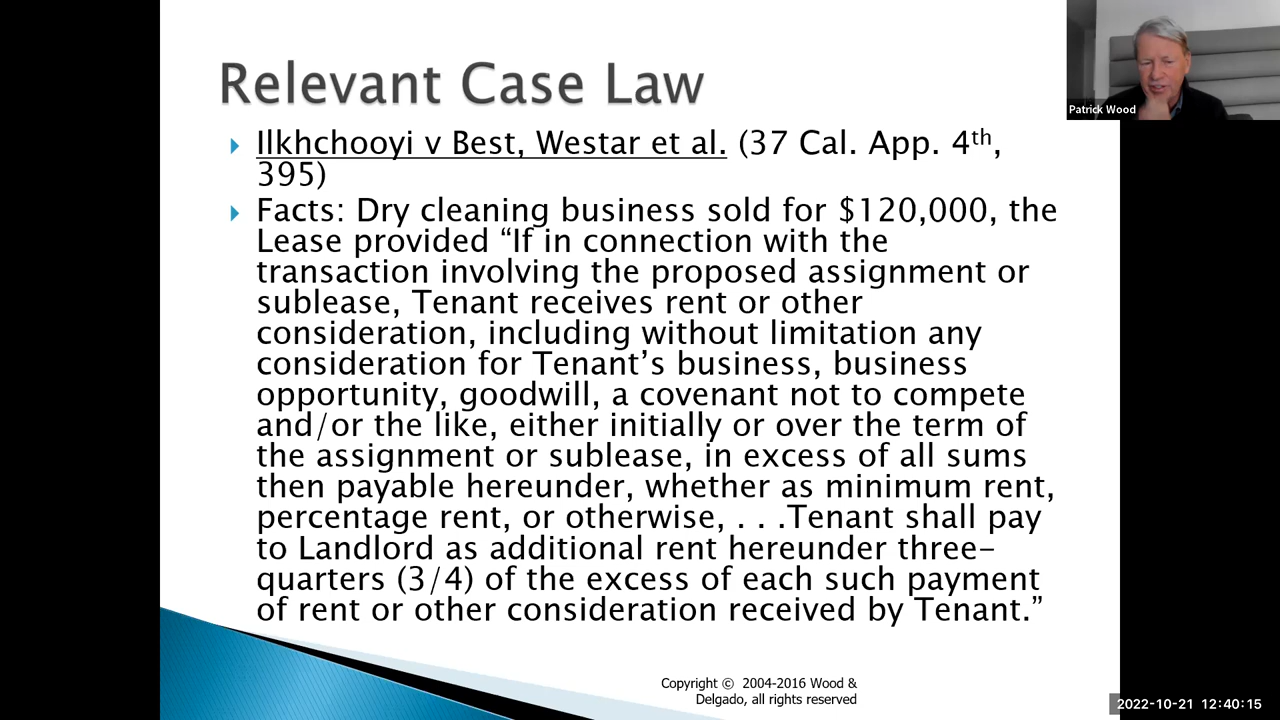 Relevant Case Law
Ilkhchooyi v Best, Westar et al. (37 Cal. App. 4th,
395)
Facts: Dry cleaning business sold for $120,000, the
Lease provided “If in connection with the
transaction involving the proposed assignment or
sublease, Tenant receives rent or other
consideration, including without limitation any
consideration for Tenant’s business, business
opportunity, goodwill, a covenant not to compete
and/or the like, either initially or over the term of
the assignment or sublease, in excess of all sums
then payable hereunder, whether as minimum rent,
percentage rent, or otherwise, . . .Tenant shall pay
to Landlord as additional rent hereunder three-
quarters (3/4) of the excess of each such payment
of rent or other consideration received by Tenant.”
Copyright © 2004-2016 Wood &
Delgado, all rights reserved
Patrick Wood
2022-10-21 12:40:15